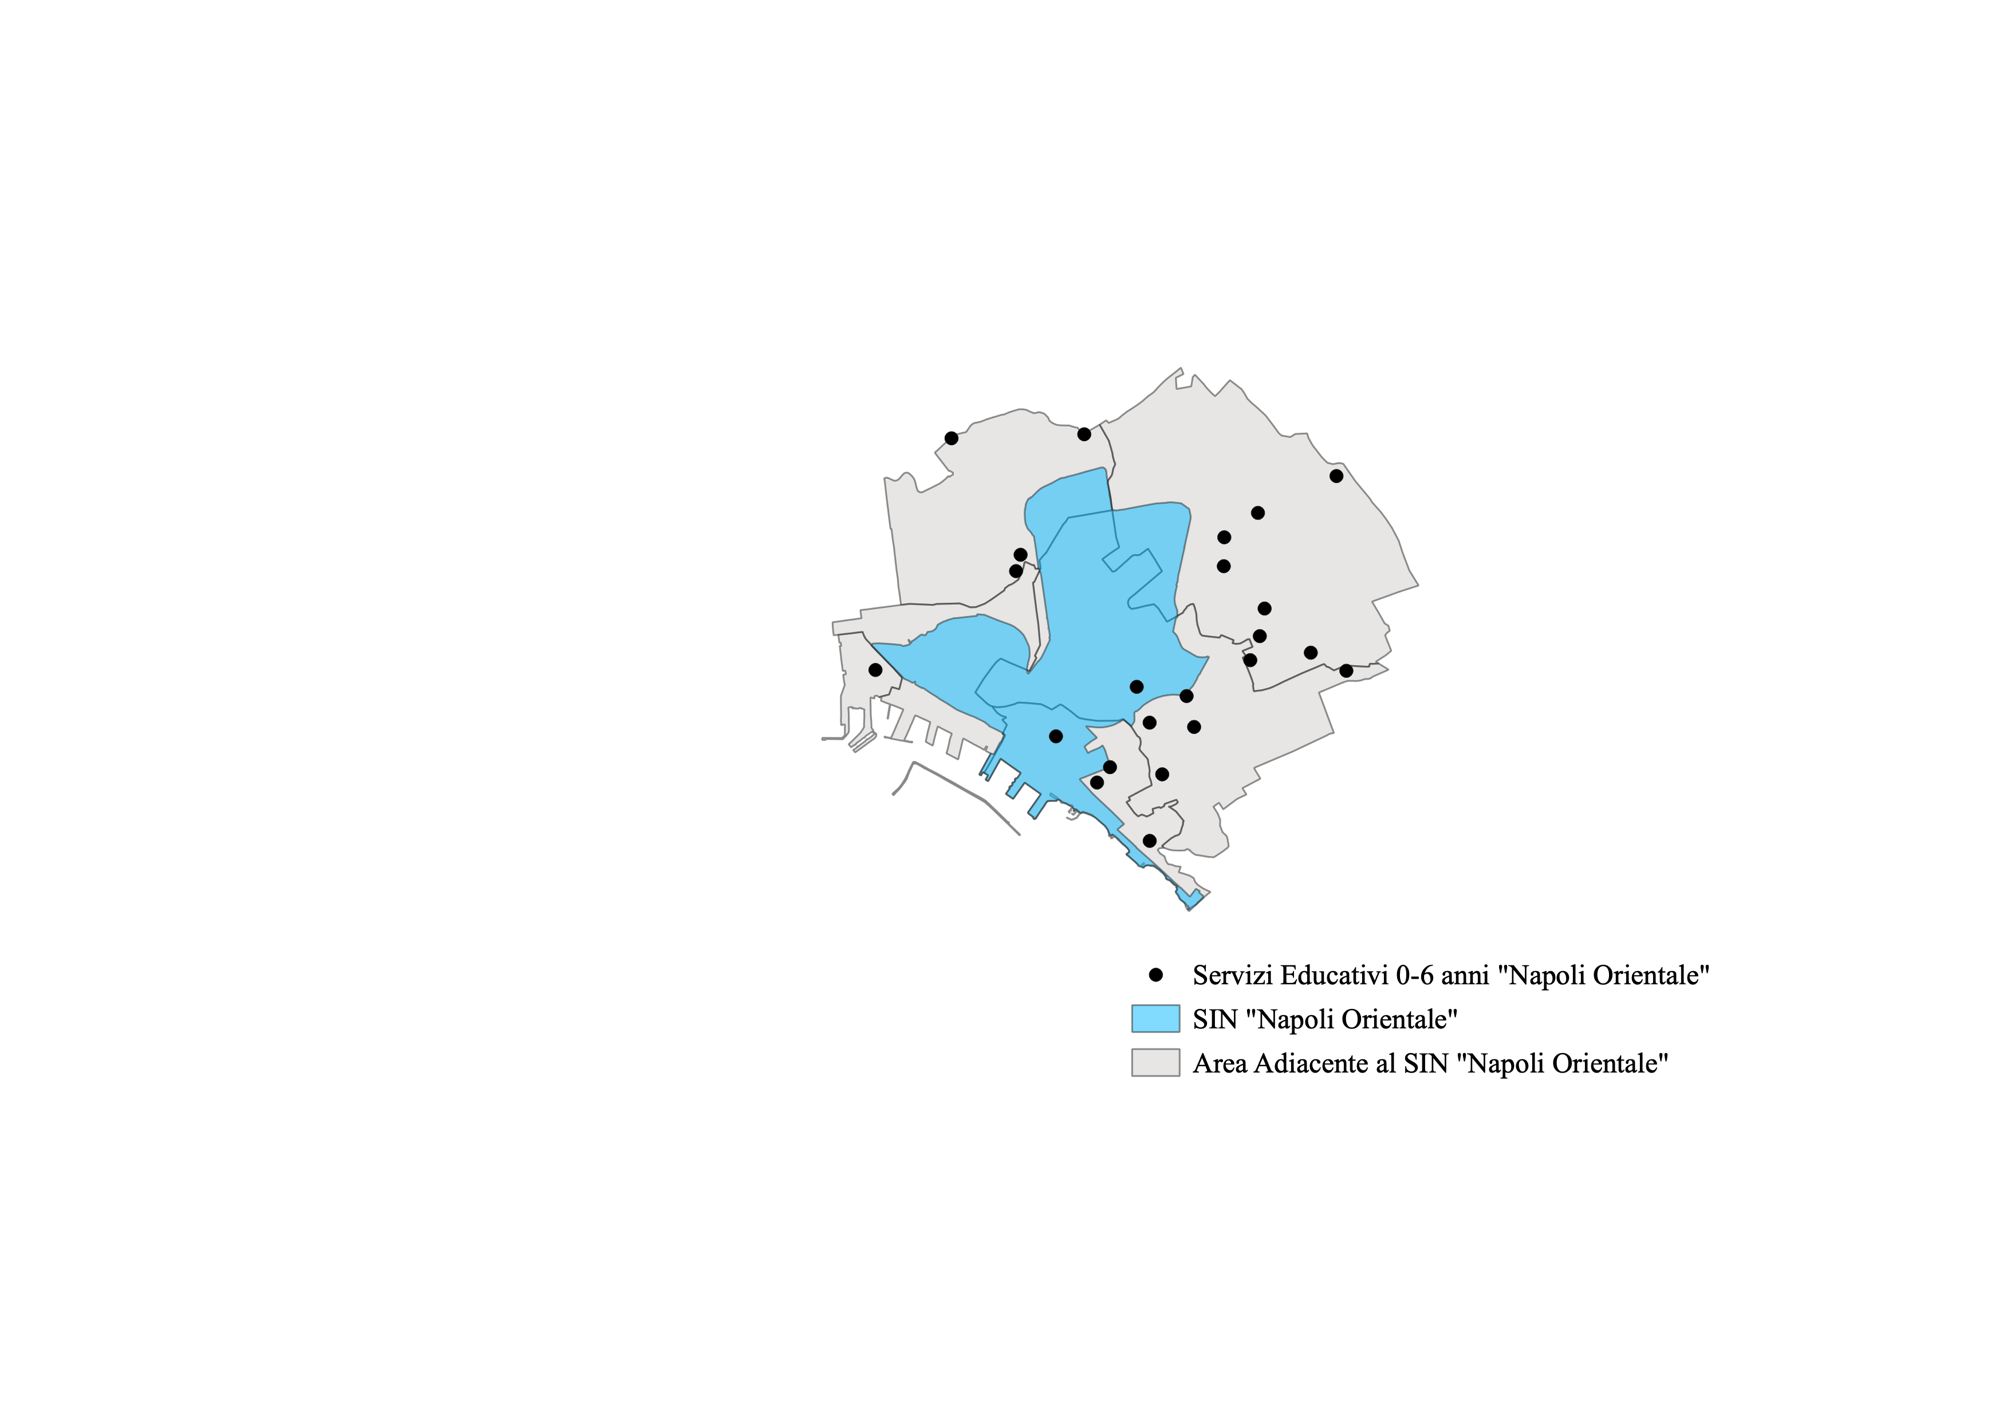 Servizi Educativi 0-6 anni "Napoli Orientale"
SIN "Napoli Orientale"
Area Adiacente al SIN "Napoli Orientale"